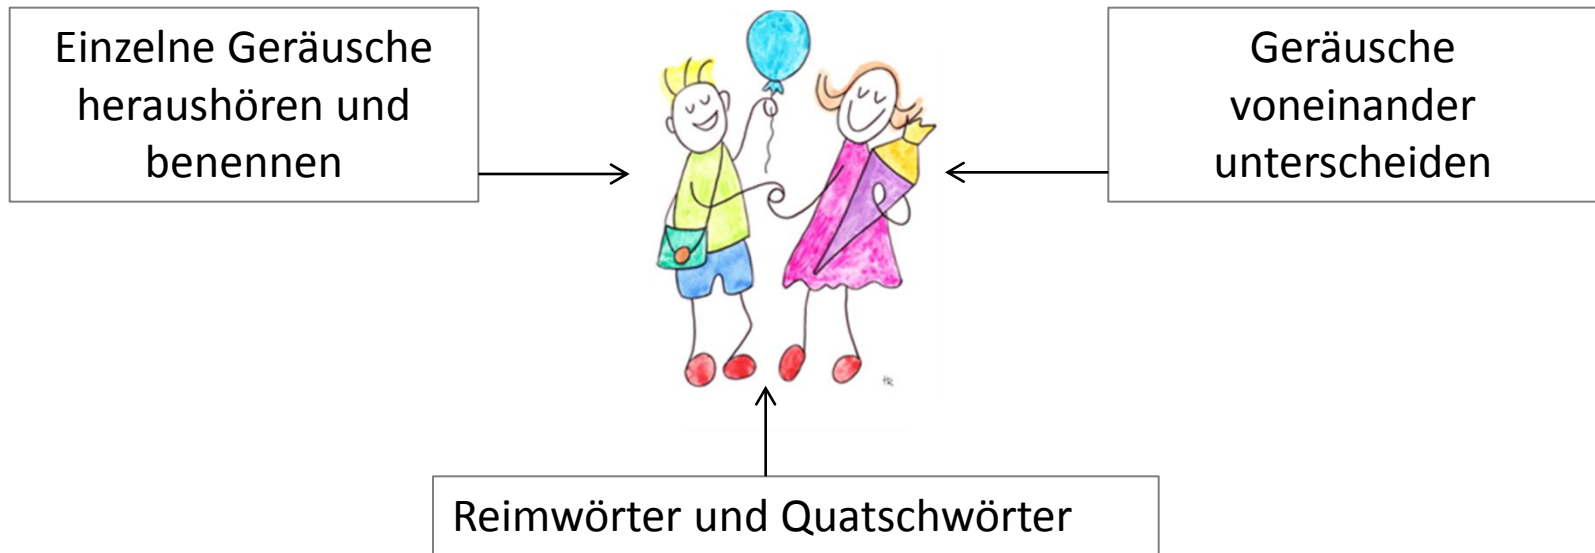 Einzelne Geräusche
heraushören und
benennen
Geräusche
voneinander
unterscheiden
Reimwörter und Quatschwörter